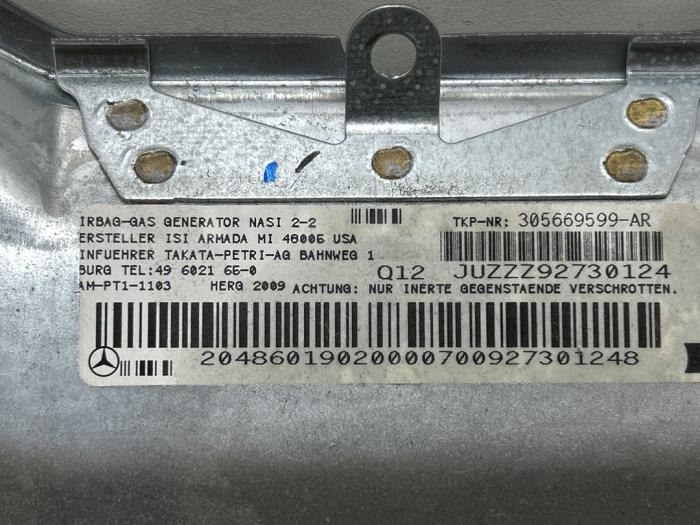 IRBAG-GAS GENERATOR NASI 2-2
TKP-NR: 305669599-AR
ERSTELLER ISI ARMADA MI 48005 USA
INFUEHRER TAKATA-PETRI-AG BAHNWEG 1
BURG TEL:49 6021 65-0
Q12 JUZZZ92730124
AM-PT1-1103 HERG 2009 ACHTUNG: NUR INERTE GEGENSTAENDE VERSCHROTTEN.
20486019020000700927301248